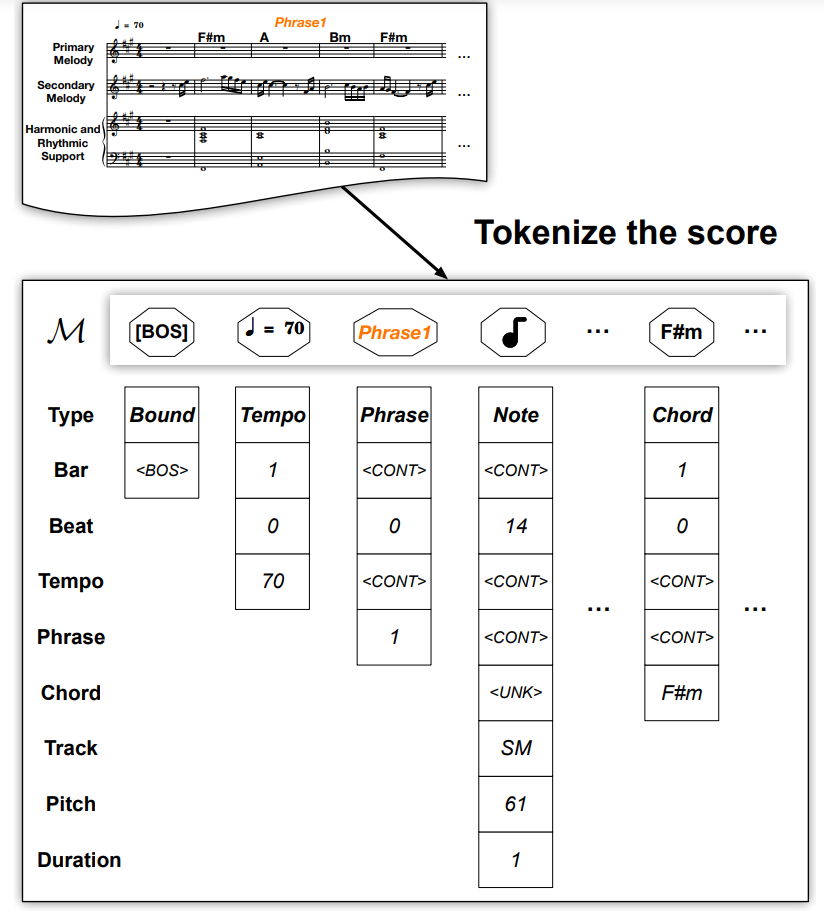 ♩ = 70
Phrase1
F#m A Bm F#m
Primary
Melody
...
Secondary
Melody
...
Harmonic and
Rhythmic
Support
...
Tokenize the score
M [BOS] ♩ = 70 Phrase1 ♪ ... F#m ...
Type Bound Tempo Phrase Note Chord
Bar <BOS> 1 <CONT> <CONT> 1
Beat 0 0 14 0
Tempo 70 <CONT> <CONT> <CONT>
... ...
Phrase 1 <CONT> <CONT>
Chord <UNK> F#m
Track SM
Pitch 61
Duration 1